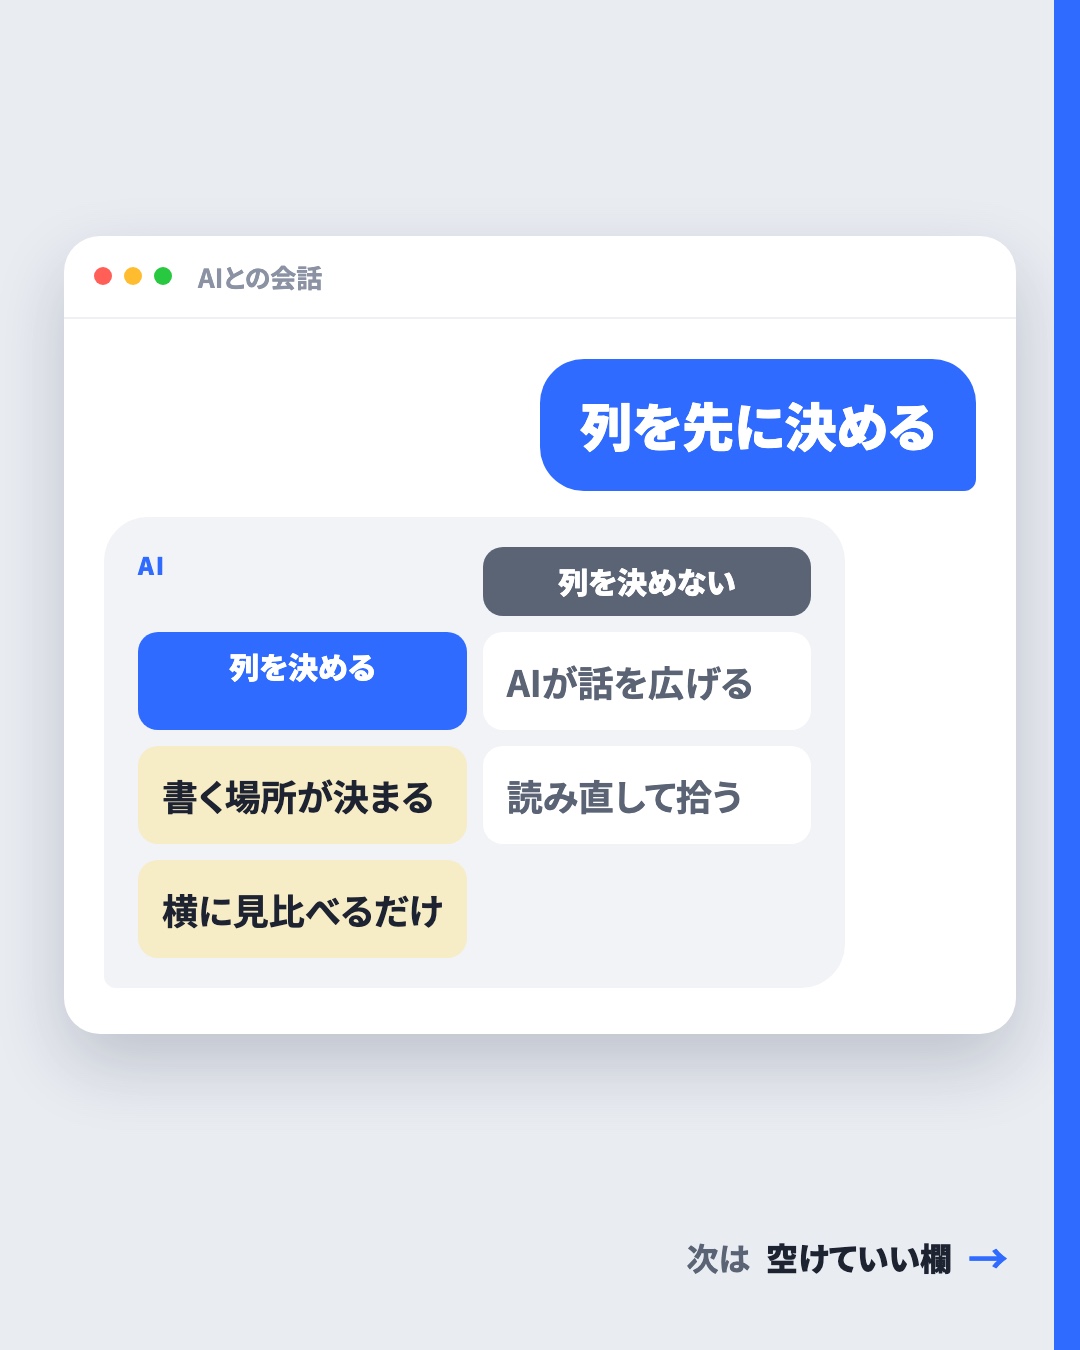 AIとの会話
列を先に決める
AI
列を決めない
列を決める
AIが話を広げる
書く場所が決まる
読み直して拾う
横に見比べるだけ
次は 空けていい欄 →